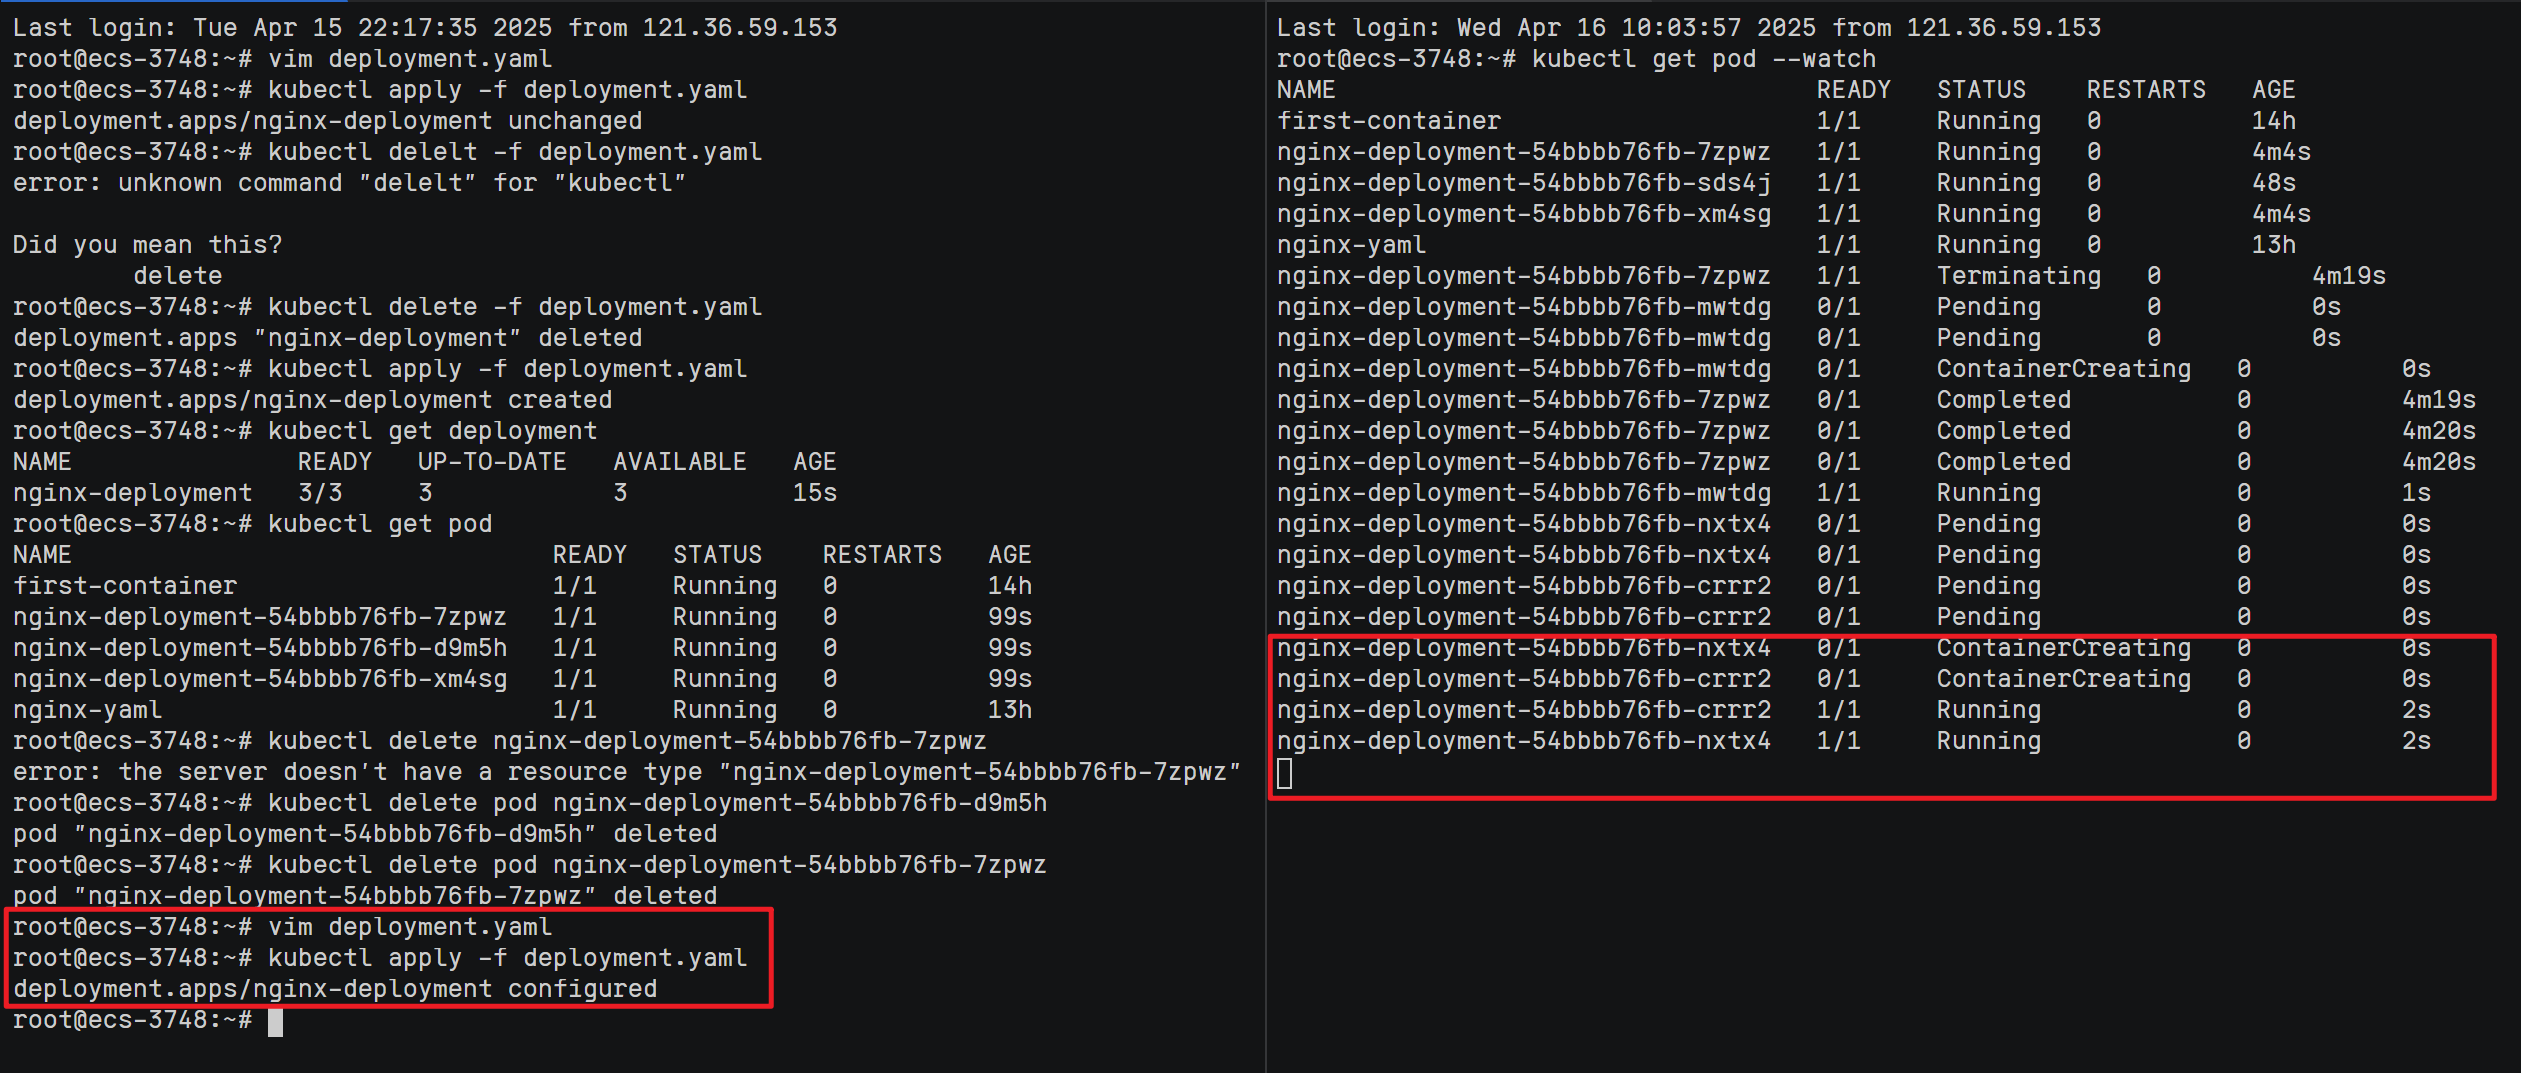 Last login: Tue Apr 15 22:17:35 2025 from 121.36.59.153
root@ecs-3748:~# vim deployment.yaml
root@ecs-3748:~# kubectl apply -f deployment.yaml
deployment.apps/nginx-deployment unchanged
root@ecs-3748:~# kubectl delelt -f deployment.yaml
error: unknown command "delelt" for "kubectl"

Did you mean this?
        delete
root@ecs-3748:~# kubectl delete -f deployment.yaml
deployment.apps "nginx-deployment" deleted
root@ecs-3748:~# kubectl apply -f deployment.yaml
deployment.apps/nginx-deployment created
root@ecs-3748:~# kubectl get deployment
NAME               READY   UP-TO-DATE   AVAILABLE   AGE
nginx-deployment   3/3     3            3           15s
root@ecs-3748:~# kubectl get pod
NAME                                READY   STATUS    RESTARTS   AGE
first-container                     1/1     Running   0          14h
nginx-deployment-54bbbb76fb-7zpwz   1/1     Running   0          99s
nginx-deployment-54bbbb76fb-d9m5h   1/1     Running   0          99s
nginx-deployment-54bbbb76fb-xm4sg   1/1     Running   0          99s
nginx-yaml                          1/1     Running   0          13h
root@ecs-3748:~# kubectl delete nginx-deployment-54bbbb76fb-7zpwz
error: the server doesn't have a resource type "nginx-deployment-54bbbb76fb-7zpwz"
root@ecs-3748:~# kubectl delete pod nginx-deployment-54bbbb76fb-d9m5h
pod "nginx-deployment-54bbbb76fb-d9m5h" deleted
root@ecs-3748:~# kubectl delete pod nginx-deployment-54bbbb76fb-7zpwz
pod "nginx-deployment-54bbbb76fb-7zpwz" deleted
root@ecs-3748:~# vim deployment.yaml
root@ecs-3748:~# kubectl apply -f deployment.yaml
deployment.apps/nginx-deployment configured
root@ecs-3748:~#
Last login: Wed Apr 16 10:03:57 2025 from 121.36.59.153
root@ecs-3748:~# kubectl get pod --watch
NAME                                READY   STATUS    RESTARTS   AGE
first-container                     1/1     Running   0          14h
nginx-deployment-54bbbb76fb-7zpwz   1/1     Running   0          4m4s
nginx-deployment-54bbbb76fb-sds4j   1/1     Running   0          48s
nginx-deployment-54bbbb76fb-xm4sg   1/1     Running   0          4m4s
nginx-yaml                          1/1     Running   0          13h
nginx-deployment-54bbbb76fb-7zpwz   1/1     Terminating   0          4m19s
nginx-deployment-54bbbb76fb-mwtdg   0/1     Pending       0          0s
nginx-deployment-54bbbb76fb-mwtdg   0/1     Pending       0          0s
nginx-deployment-54bbbb76fb-mwtdg   0/1     ContainerCreating   0          0s
nginx-deployment-54bbbb76fb-7zpwz   0/1     Completed           0          4m19s
nginx-deployment-54bbbb76fb-7zpwz   0/1     Completed           0          4m20s
nginx-deployment-54bbbb76fb-7zpwz   0/1     Completed           0          4m20s
nginx-deployment-54bbbb76fb-mwtdg   1/1     Running             0          1s
nginx-deployment-54bbbb76fb-nxtx4   0/1     Pending             0          0s
nginx-deployment-54bbbb76fb-nxtx4   0/1     Pending             0          0s
nginx-deployment-54bbbb76fb-crrr2   0/1     Pending             0          0s
nginx-deployment-54bbbb76fb-crrr2   0/1     Pending             0          0s
nginx-deployment-54bbbb76fb-nxtx4   0/1     ContainerCreating   0          0s
nginx-deployment-54bbbb76fb-crrr2   0/1     ContainerCreating   0          0s
nginx-deployment-54bbbb76fb-crrr2   1/1     Running             0          2s
nginx-deployment-54bbbb76fb-nxtx4   1/1     Running             0          2s